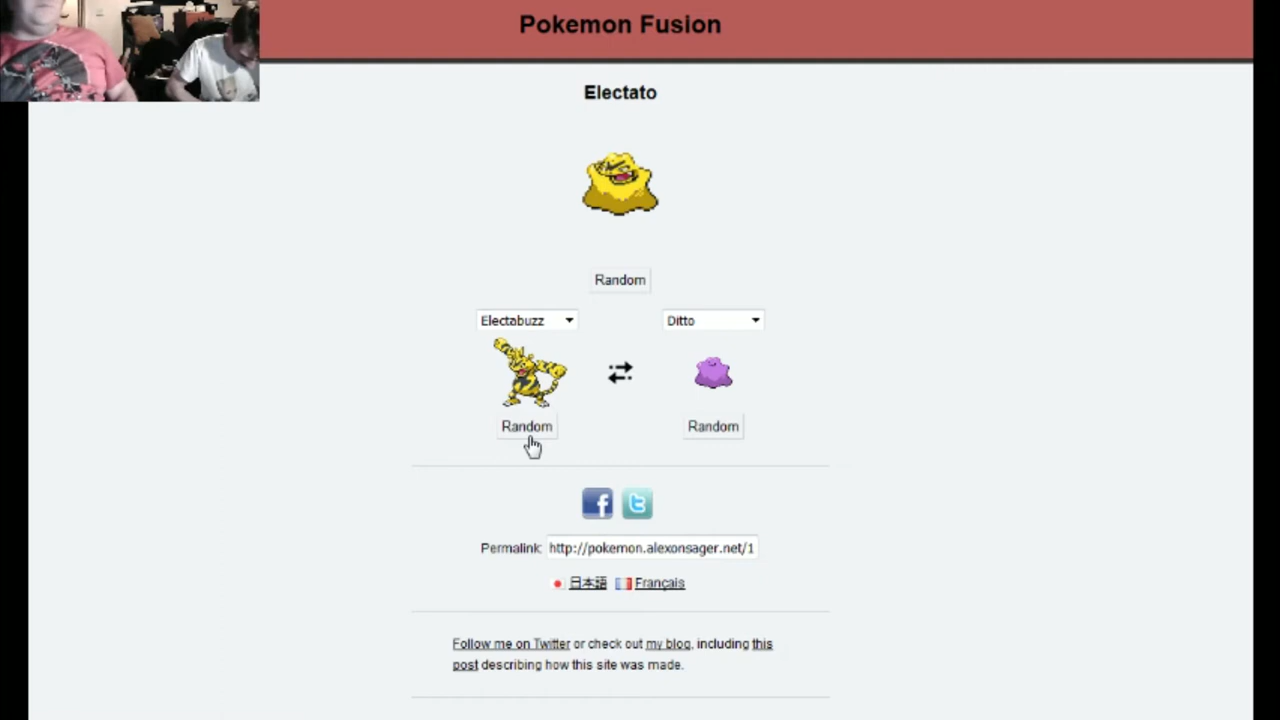 Pokemon Fusion
Electato
Random
Electabuzz
Ditto
Random
Random
Permalink: http://pokemon.alexonsager.net/1
日本語 Français
Follow me on Twitter or check out my blog, including this
post describing how this site was made.